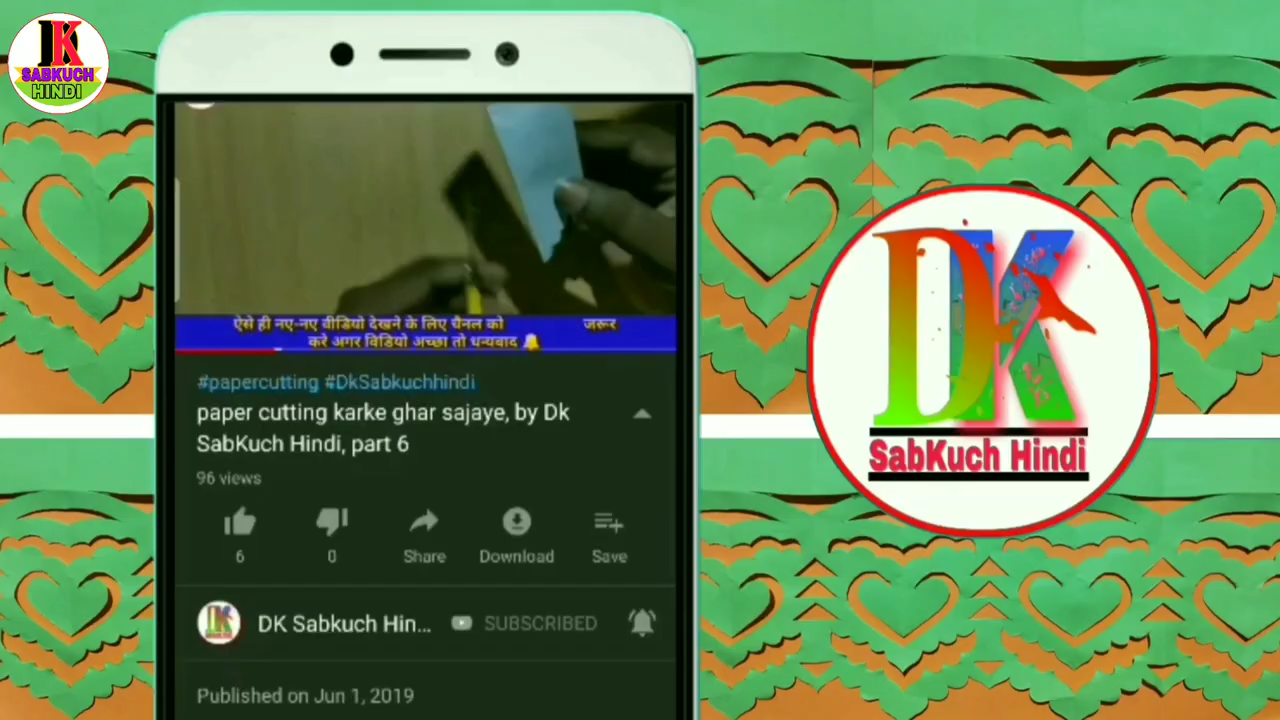 DK
SABKUCH
HINDI
ऐसे ही नए-नए वीडियो देखने के लिए चैनल को जरूर
करे अगर विडियो अच्छा तो धन्यबाद
#papercutting #DkSabkuchhindi
paper cutting karke ghar sajaye, by Dk
SabKuch Hindi, part 6
96 views
6 0 Share Download Save
DK Sabkuch Hin... SUBSCRIBED
Published on Jun 1, 2019
DK
SabKuch Hindi